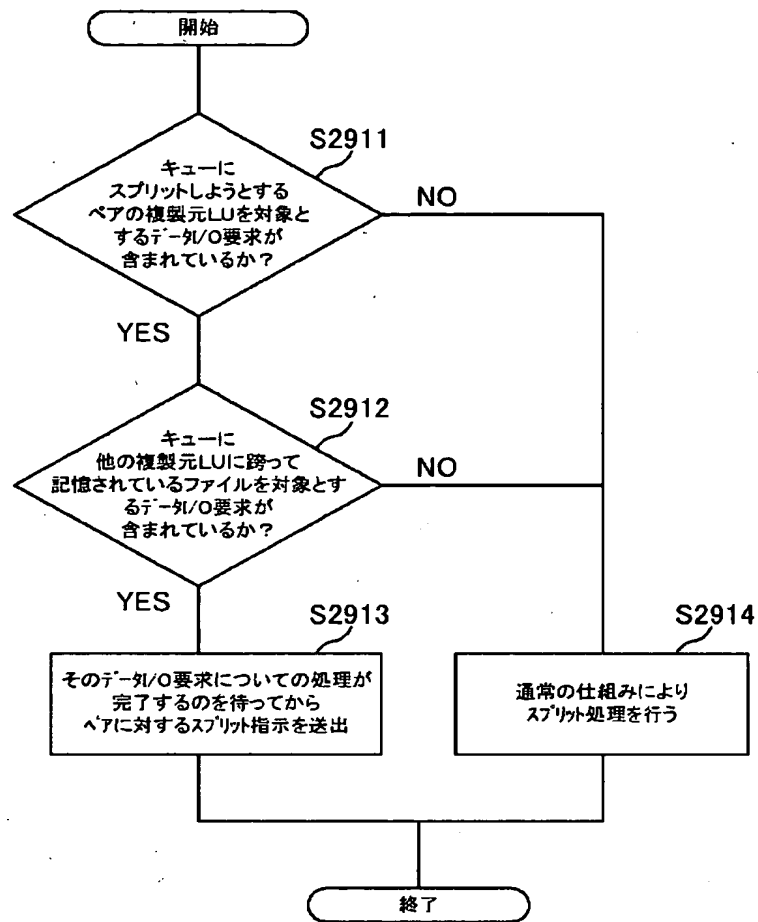 開始
S2911
キューに
スプリットしようとする
ペアの複製元LUを対象と
するデータI/O要求が
含まれているか？
NO
YES
S2912
キューに
他の複製元LUに跨って
記憶されているファイルを対象とす
るデータI/O要求が
含まれているか？
NO
YES
S2913
そのデータI/O要求についての処理が
完了するのを待ってから
ペアに対するスプリット指示を送出
S2914
通常の仕組みにより
スプリット処理を行う
終了